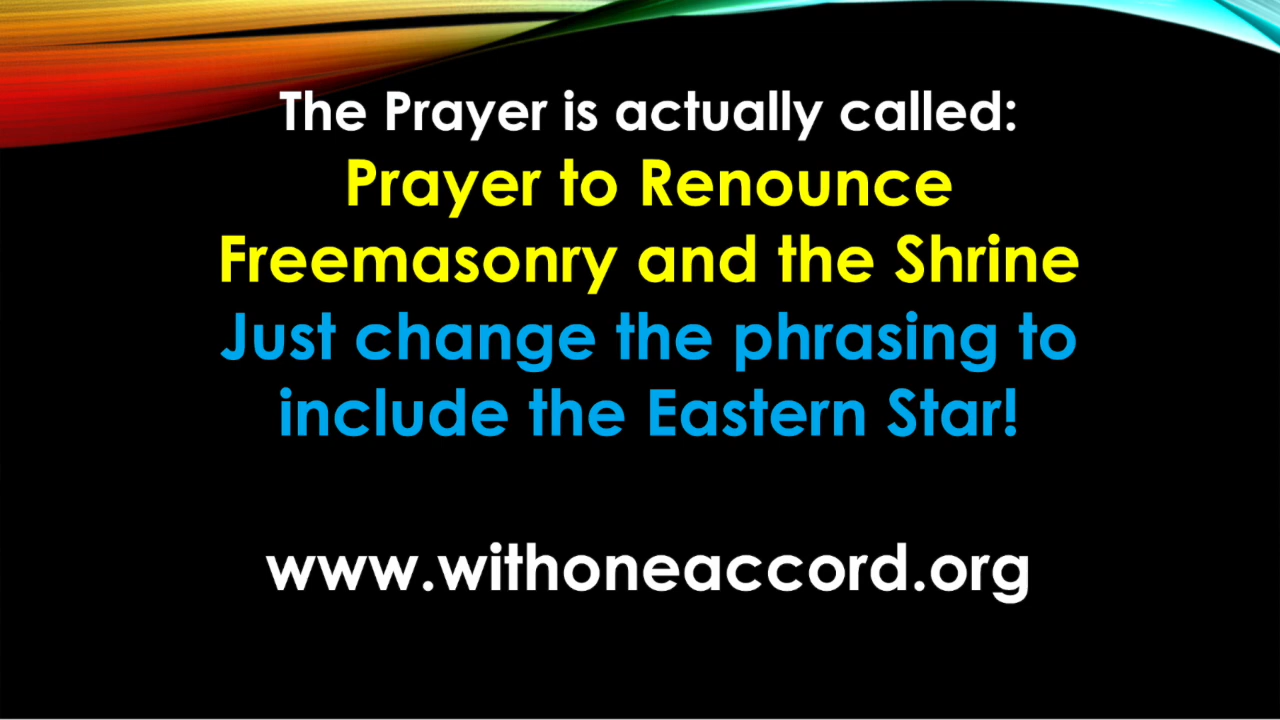 The Prayer is actually called:
Prayer to Renounce
Freemasonry and the Shrine
Just change the phrasing to
include the Eastern Star!
www.withoneaccord.org